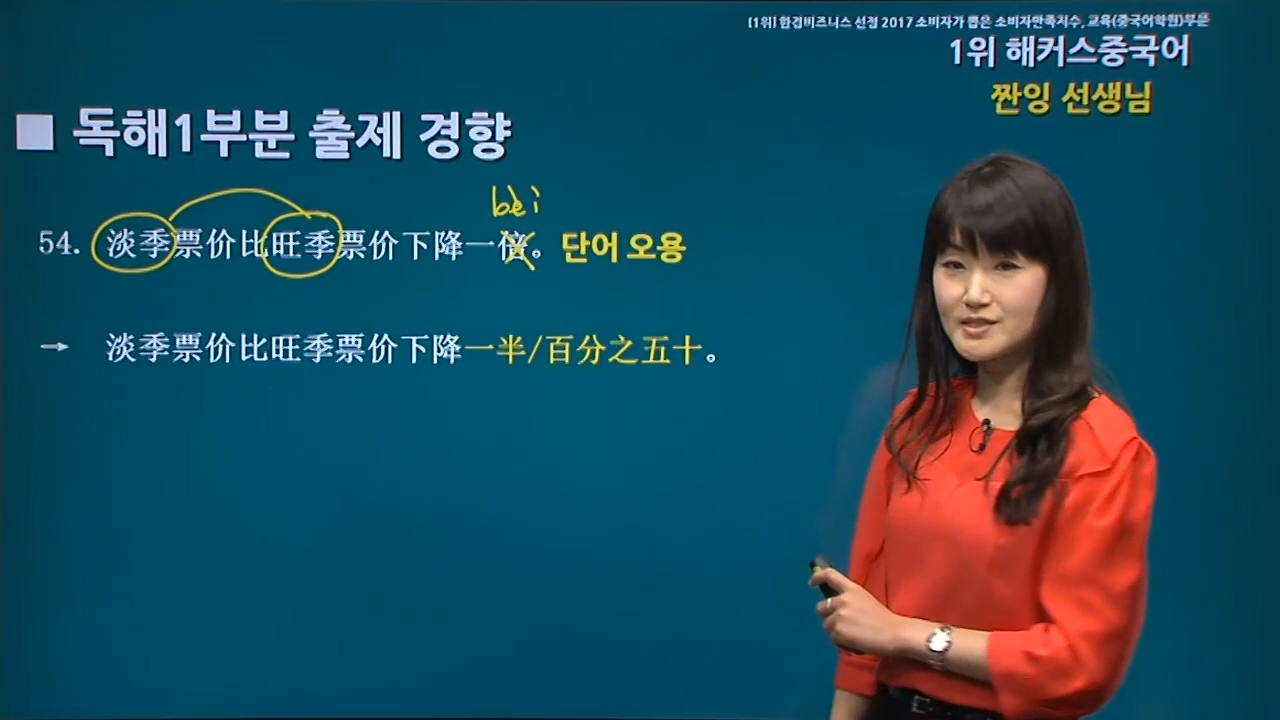 [1위] 한경비즈니스 선정 2017 소비자가 뽑은 소비자만족지수, 교육(중국어학원)부문
1위 해커스중국어
짠잉 선생님
■ 독해1부분 출제 경향
bèi
54. 淡季票价比旺季票价下降一倍。 단어 오용
→ 淡季票价比旺季票价下降一半/百分之五十。